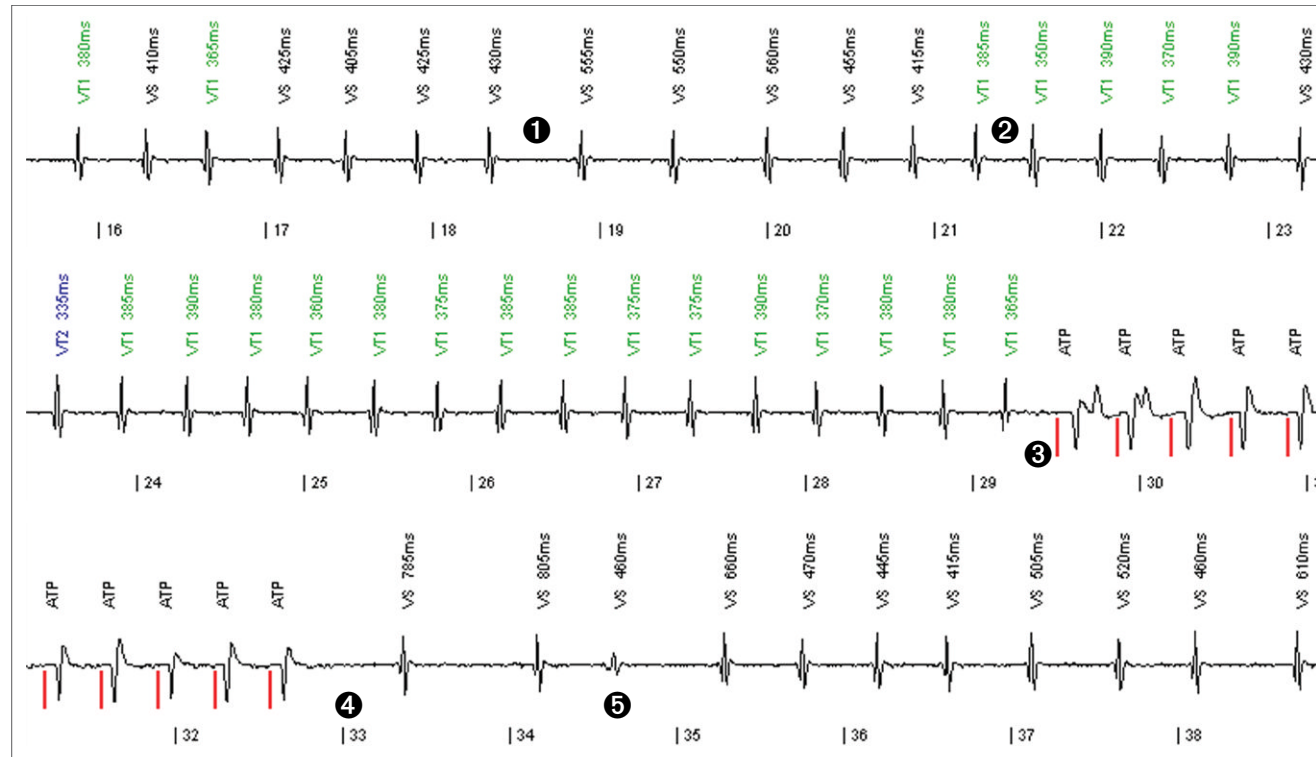 VT1 380ms VS 410ms VT1 365ms VS 425ms VS 405ms VS 425ms VS 430ms VS 555ms VS 550ms VS 560ms VS 455ms VS 415ms VT1 385ms VT1 350ms VT1 390ms VT1 370ms VT1 390ms VS 430ms
1 2
| 16 | 17 | 18 | 19 | 20 | 21 | 22 | 23
VT2 335ms VT1 385ms VT1 390ms VT1 380ms VT1 360ms VT1 380ms VT1 375ms VT1 385ms VT1 385ms VT1 375ms VT1 375ms VT1 390ms VT1 370ms VT1 380ms VT1 380ms VT1 365ms ATP ATP ATP ATP ATP
3
| 24 | 25 | 26 | 27 | 28 | 29 | 30
ATP ATP ATP ATP ATP VS 785ms VS 805ms VS 460ms VS 660ms VS 470ms VS 445ms VS 415ms VS 505ms VS 520ms VS 460ms VS 610ms
4 5
| 32 | 33 | 34 | 35 | 36 | 37 | 38